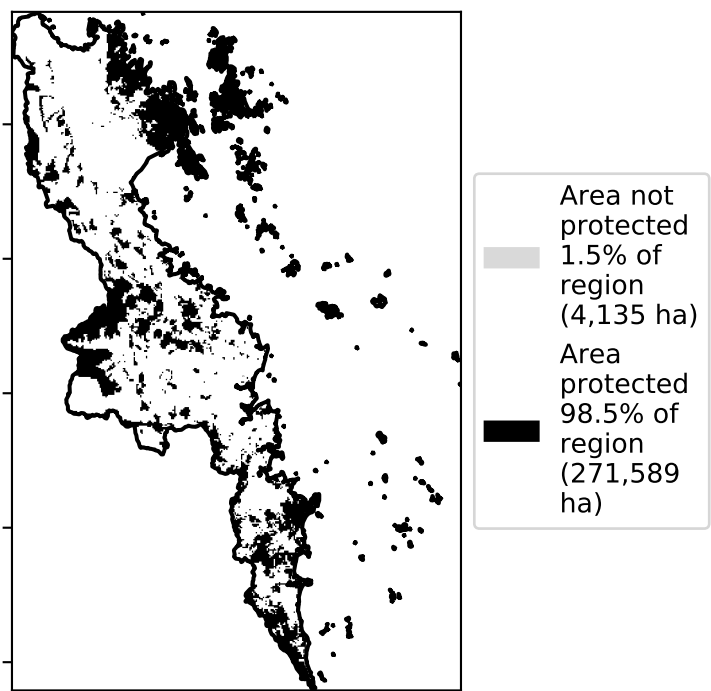 Area not
protected
1.5% of
region
(4,135 ha)
Area
protected
98.5% of
region
(271,589
ha)